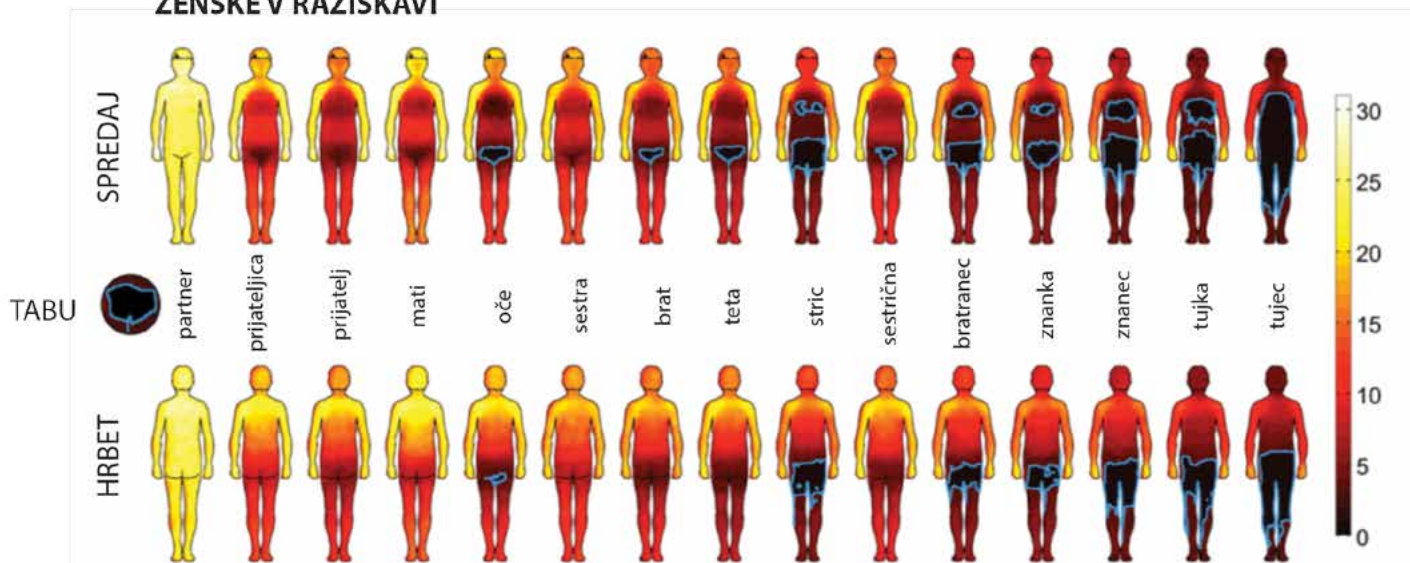 ŽENSKE V RAZISKAVI
SPREDAJ
30
25
20
15
10
5
0
TABU
partner
prijateljica
prijatelj
mati
oče
sestra
brat
teta
stric
sestrična
bratranec
znanka
znanec
tujka
tujec
HRBET